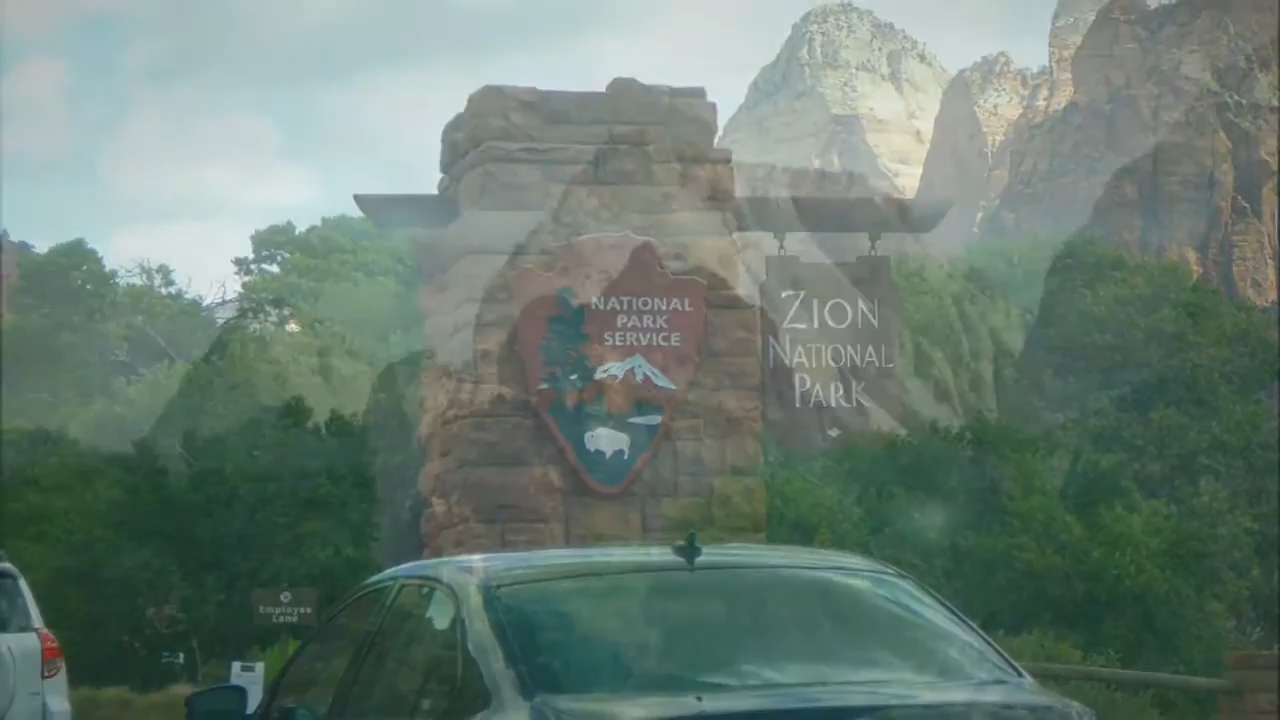 NATIONAL
PARK
SERVICE
ZION
NATIONAL
PARK
Employee
Lane